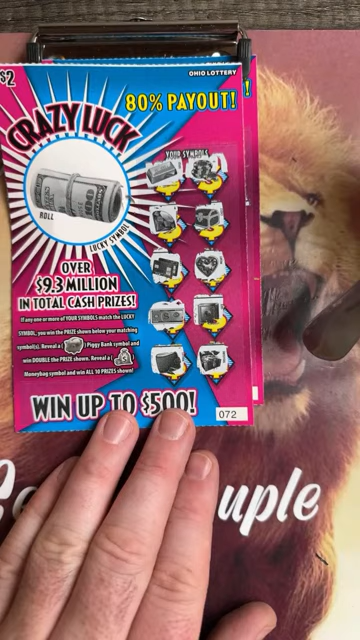 $2
OHIO LOTTERY
80% PAYOUT!
!
CRAZY LUCK
ROLL
LUCKY SYMBOL
YOUR SYMBOLS
OVER
$9.3 MILLION
IN TOTAL CASH PRIZES!
If any one or more of YOUR SYMBOLS match the LUCKY
SYMBOL, you win the PRIZE shown below your matching
symbol(s). Reveal a ( ) Piggy Bank symbol and
win DOUBLE the PRIZE shown. Reveal a ( )
Moneybag symbol and win ALL 10 PRIZES shown!
WIN UP TO $500!
072
uple